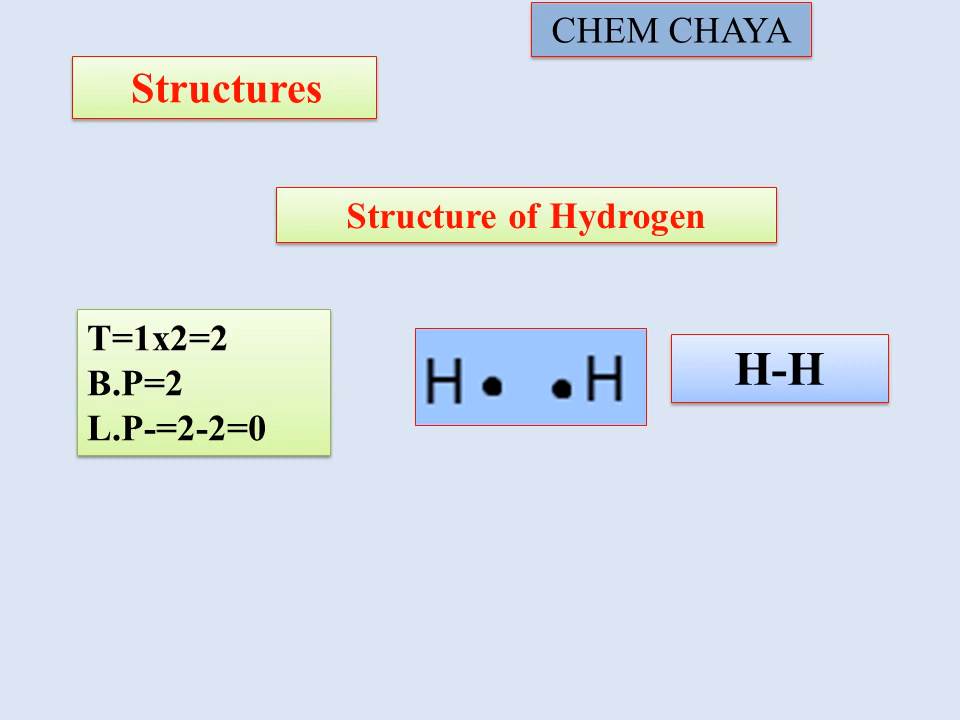 CHEM CHAYA
Structures
Structure of Hydrogen
T=1x2=2
B.P=2
L.P-=2-2=0
H• •H
H-H